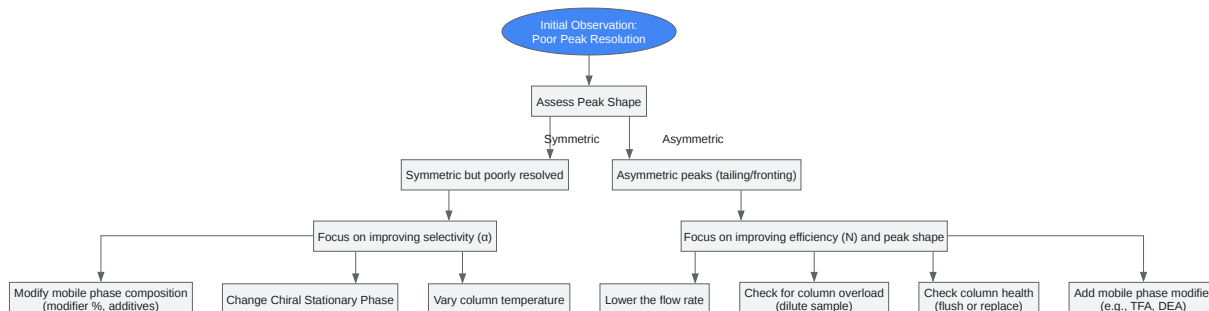 Initial Observation:
Poor Peak Resolution
Assess Peak Shape
Symmetric
Asymmetric
Symmetric but poorly resolved
Asymmetric peaks (tailing/fronting)
Focus on improving selectivity (α)
Focus on improving efficiency (N) and peak shape
Modify mobile phase composition
(modifier %, additives)
Change Chiral Stationary Phase
Vary column temperature
Lower the flow rate
Check for column overload
(dilute sample)
Check column health
(flush or replace)
Add mobile phase modifie
(e.g., TFA, DEA)